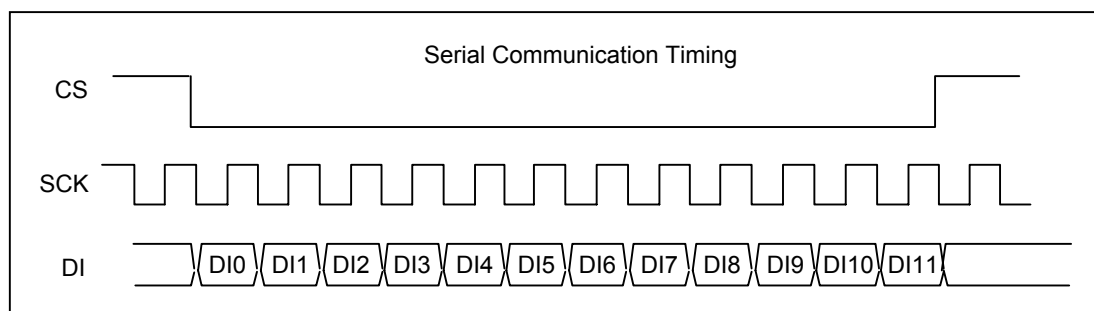 Serial Communication Timing
CS
SCK
DI
DI0 DI1 DI2 DI3 DI4 DI5 DI6 DI7 DI8 DI9 DI10 DI11